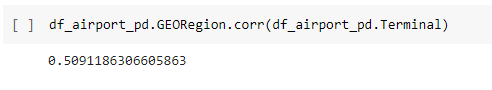 [ ] df_airport_pd.GEORegion.corr(df_airport_pd.Terminal)
0.5091186306605863